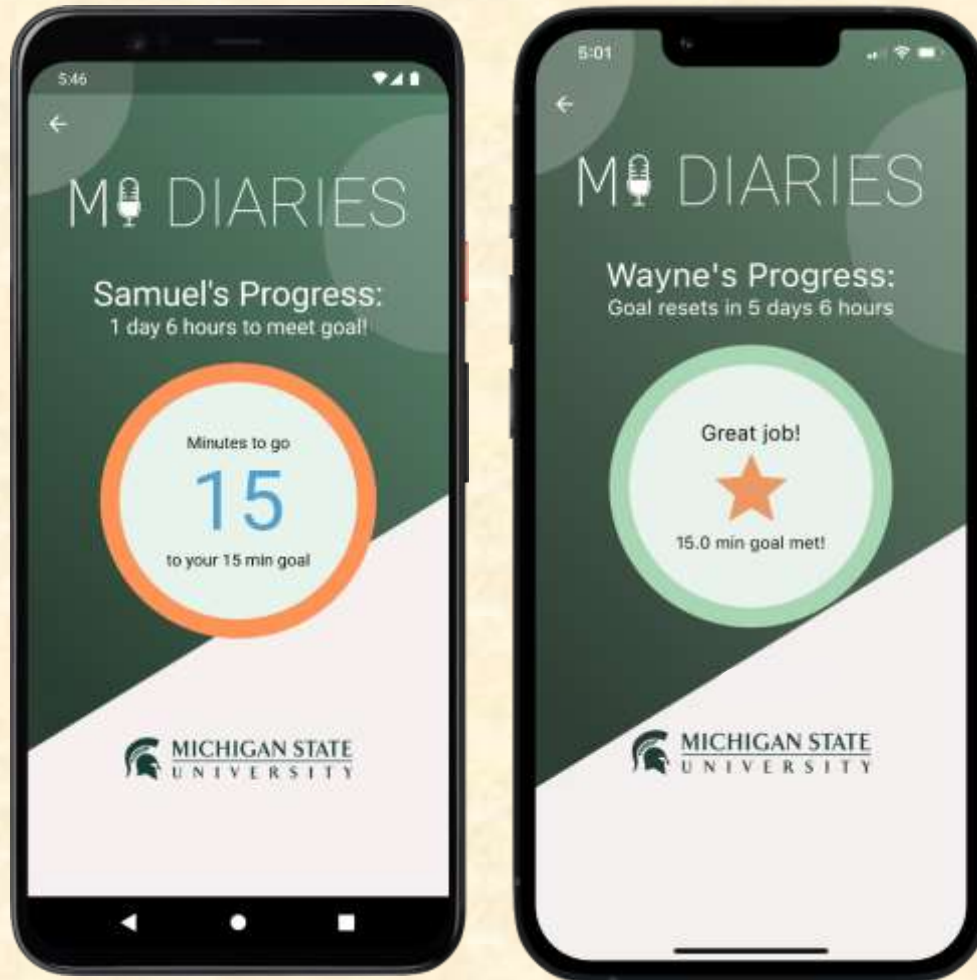 5:46
MI DIARIES
Samuel's Progress:
1 day 6 hours to meet goal!
Minutes to go
15
to your 15 min goal
MICHIGAN STATE
UNIVERSITY
5:01
MI DIARIES
Wayne's Progress:
Goal resets in 5 days 6 hours
Great job!
15.0 min goal met!
MICHIGAN STATE
UNIVERSITY